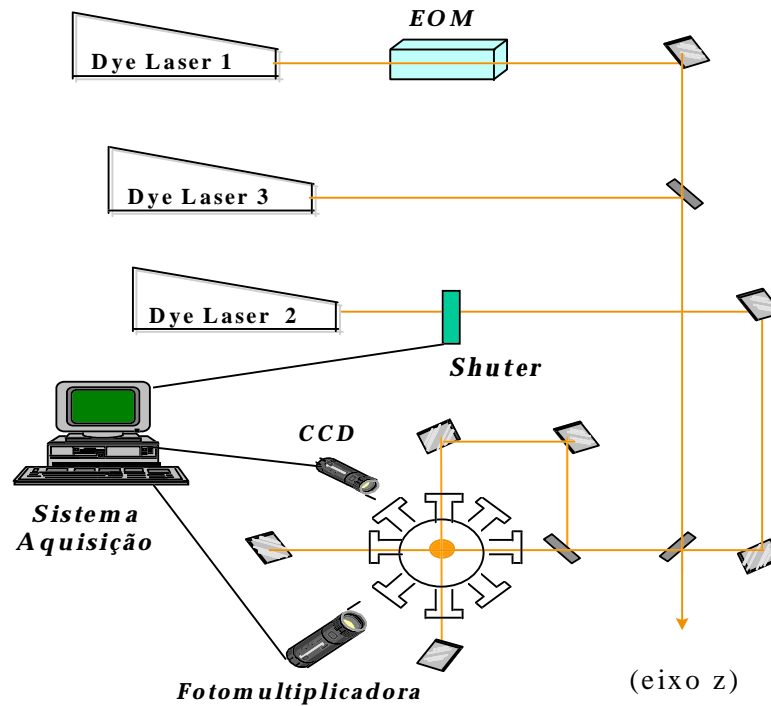 EOM
Dye Laser 1
Dye Laser 3
Dye Laser 2
Shuter
CCD
Sistema
Aquisição
Fotomultiplicadora
(eixo z)